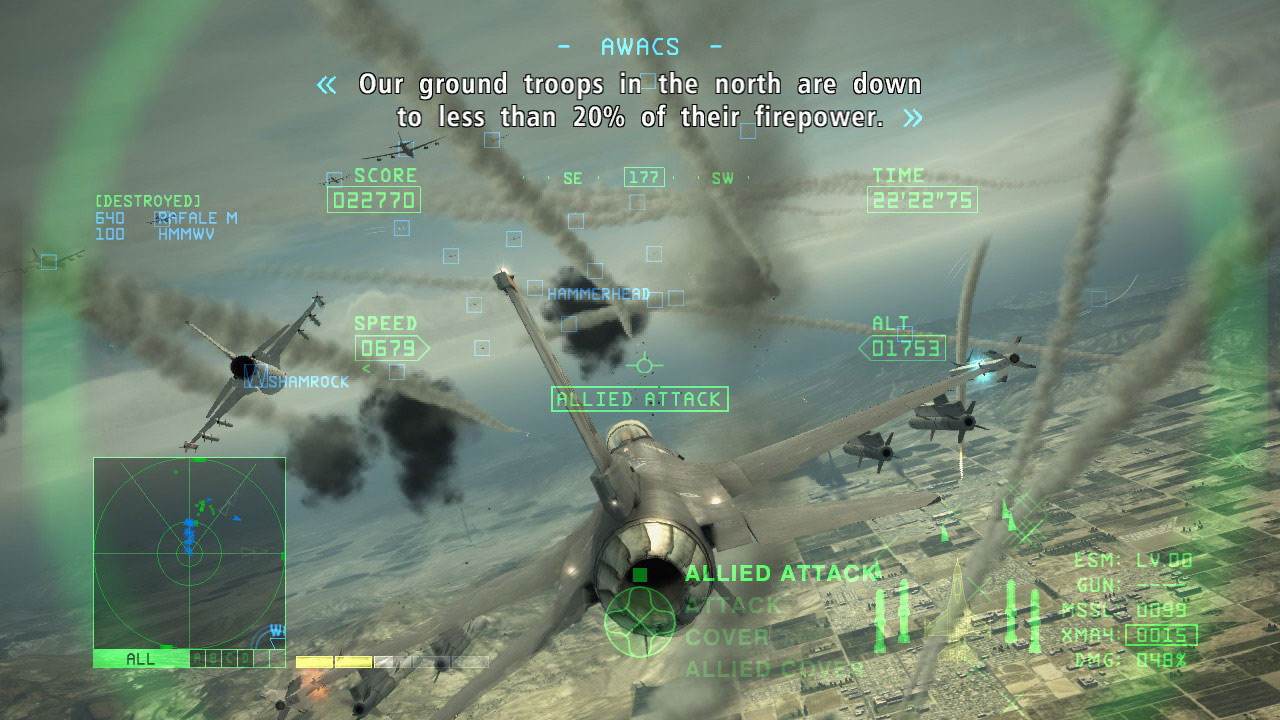 - AWACS -
« Our ground troops in the north are down
to less than 20% of their firepower. »
SCORE
022770
SE
177
SW
TIME
22'22"75
[DESTROYED]
640 RAFALE M
100 HMMWV
HAMMERHEAD
SPEED
0679
<
ALT
01753
SHAMROCK
ALLIED ATTACK
ALLIED ATTACK
ATTACK
COVER
ALLIED COVER
ESM: LV 00
GUN: ----
MSSL: 0099
XMA4: 0015
DMG: 048%
ALL
A B C D